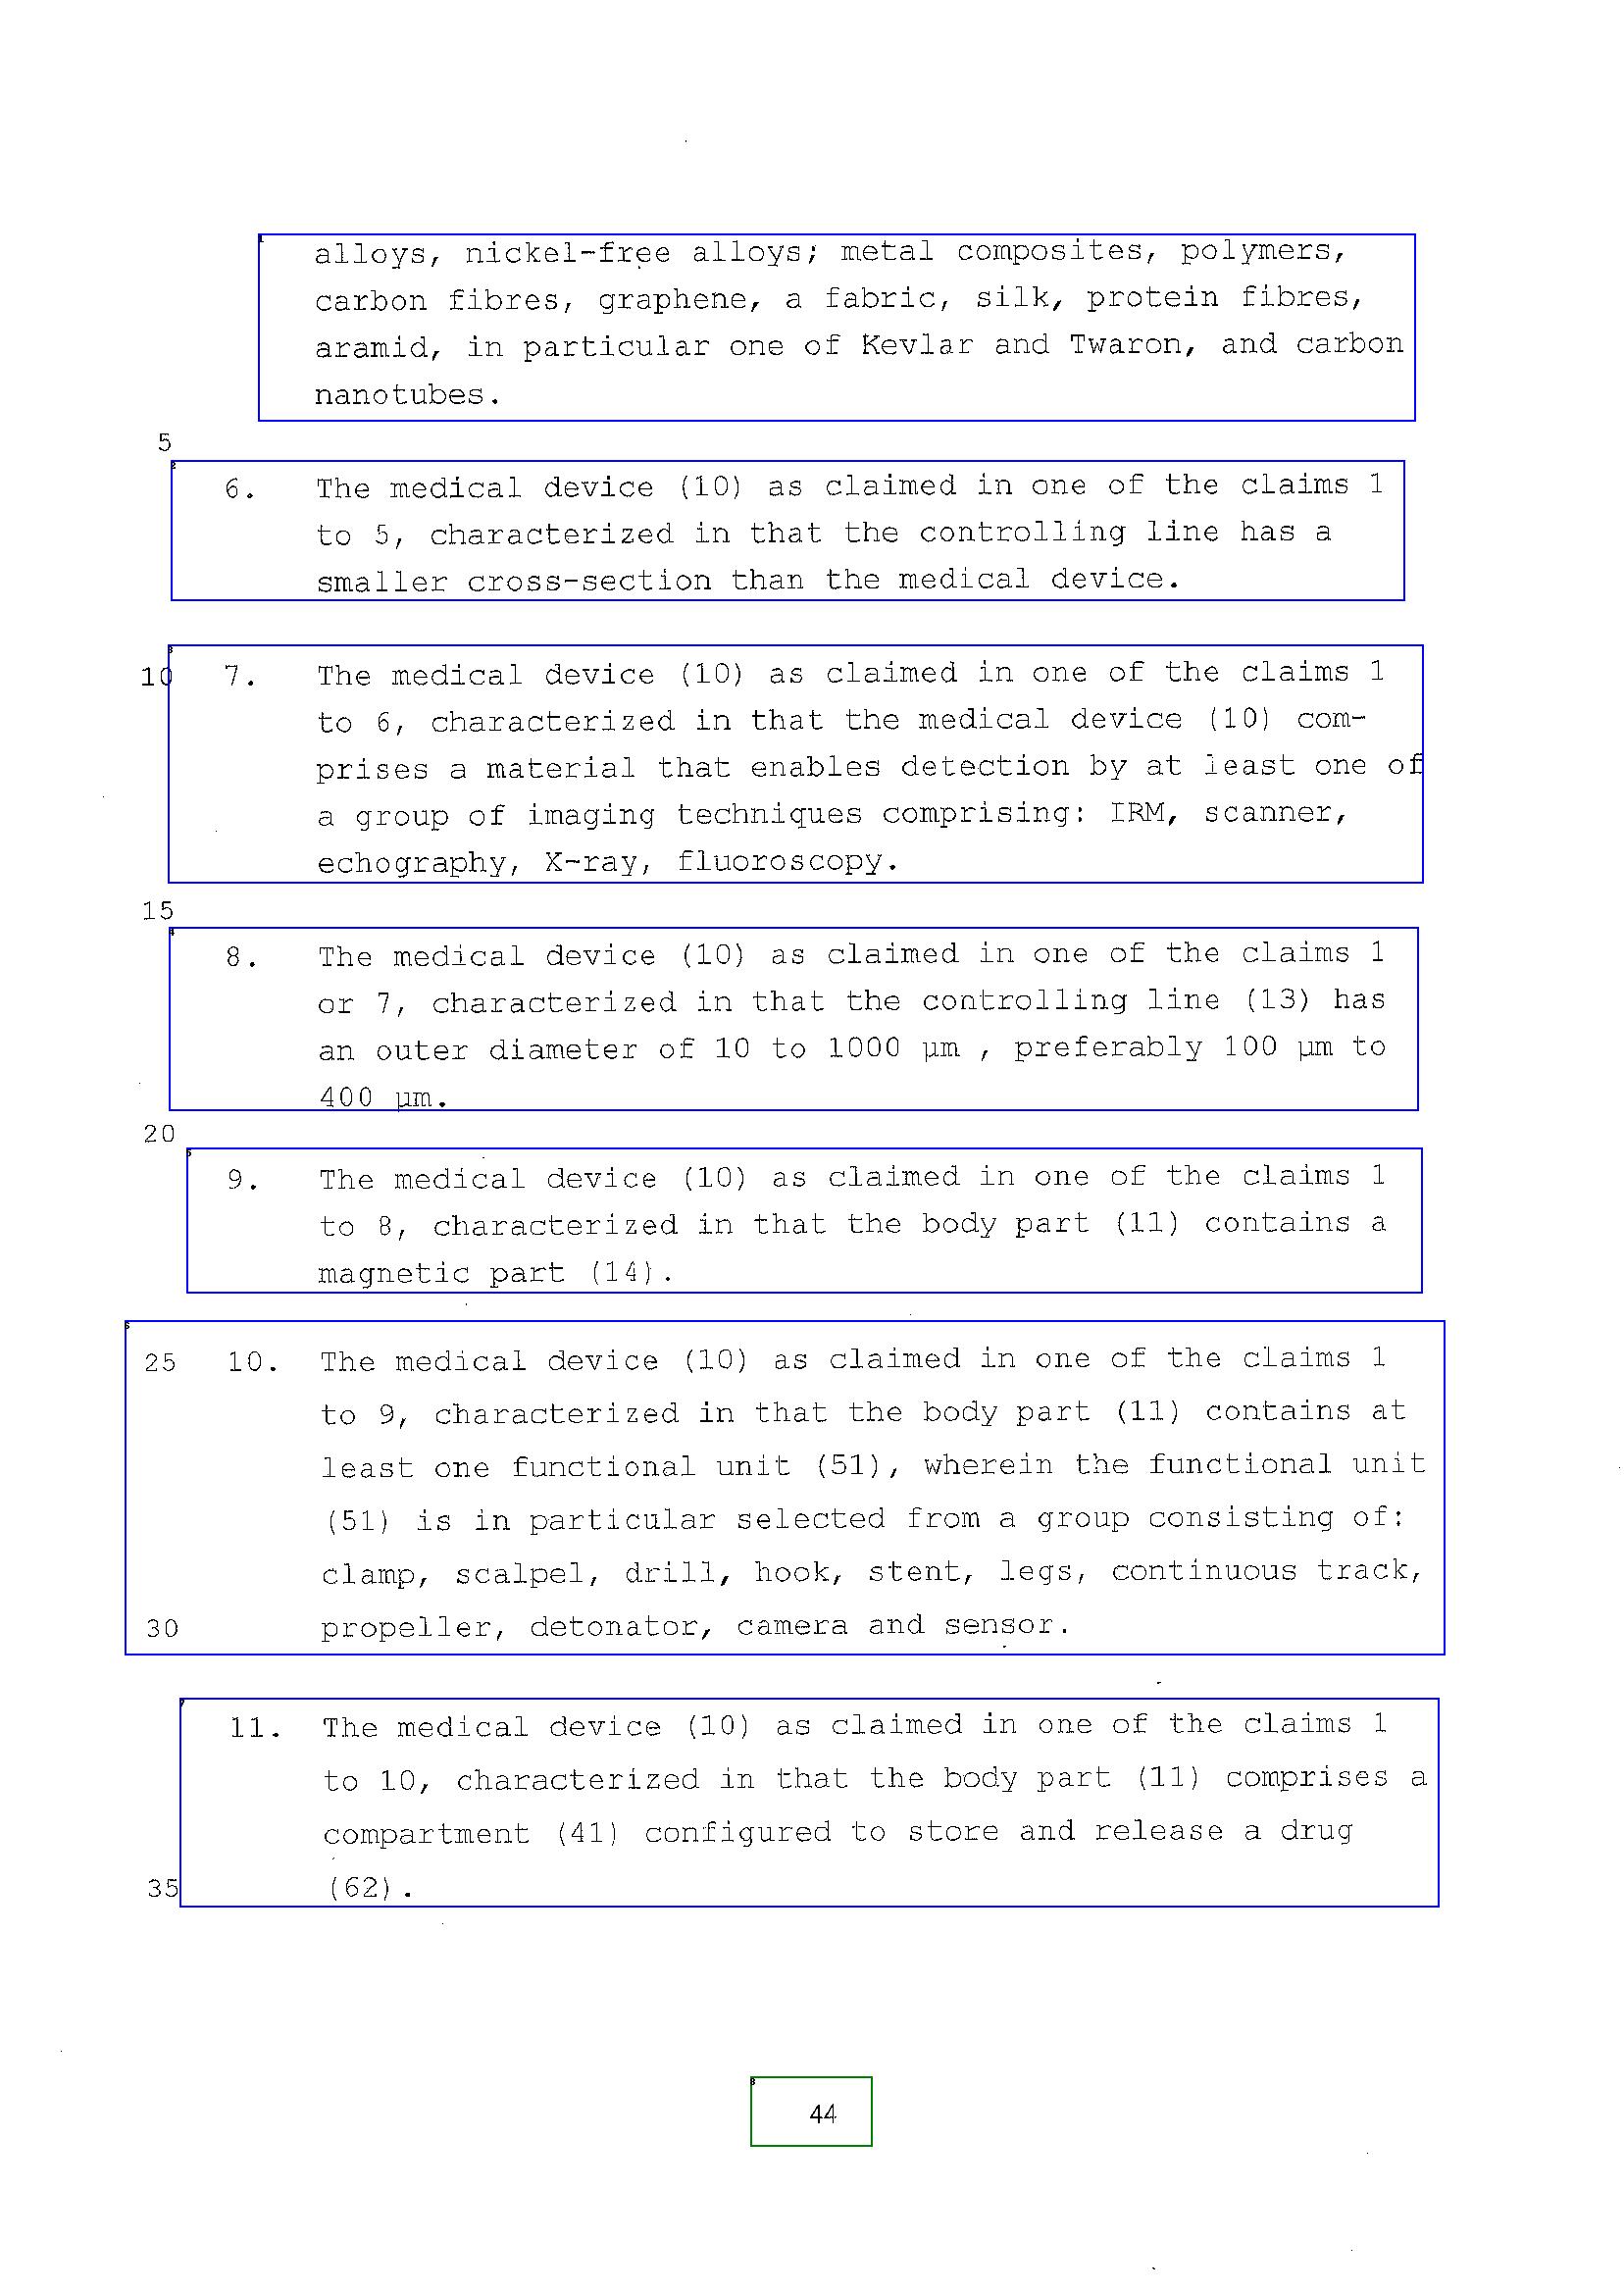 alloys, nickel-free alloys; metal composites, polymers,
carbon fibres, graphene, a fabric, silk, protein fibres,
aramid, in particular one of Kevlar and Twaron, and carbon
nanotubes.
5
6. The medical device (10) as claimed in one of the claims 1
to 5, characterized in that the controlling line has a
smaller cross-section than the medical device.
10 7. The medical device (10) as claimed in one of the claims 1
to 6, characterized in that the medical device (10) com-
prises a material that enables detection by at least one of
a group of imaging techniques comprising: IRM, scanner,
echography, X-ray, fluoroscopy.
15
8. The medical device (10) as claimed in one of the claims 1
or 7, characterized in that the controlling line (13) has
an outer diameter of 10 to 1000 µm , preferably 100 µm to
400 µm.
20
9. The medical device (10) as claimed in one of the claims 1
to 8, characterized in that the body part (11) contains a
magnetic part (14).
25 10. The medical device (10) as claimed in one of the claims 1
to 9, characterized in that the body part (11) contains at
least one functional unit (51), wherein the functional unit
(51) is in particular selected from a group consisting of:
clamp, scalpel, drill, hook, stent, legs, continuous track,
30 propeller, detonator, camera and sensor.
11. The medical device (10) as claimed in one of the claims 1
to 10, characterized in that the body part (11) comprises a
compartment (41) configured to store and release a drug
35 (62).
44